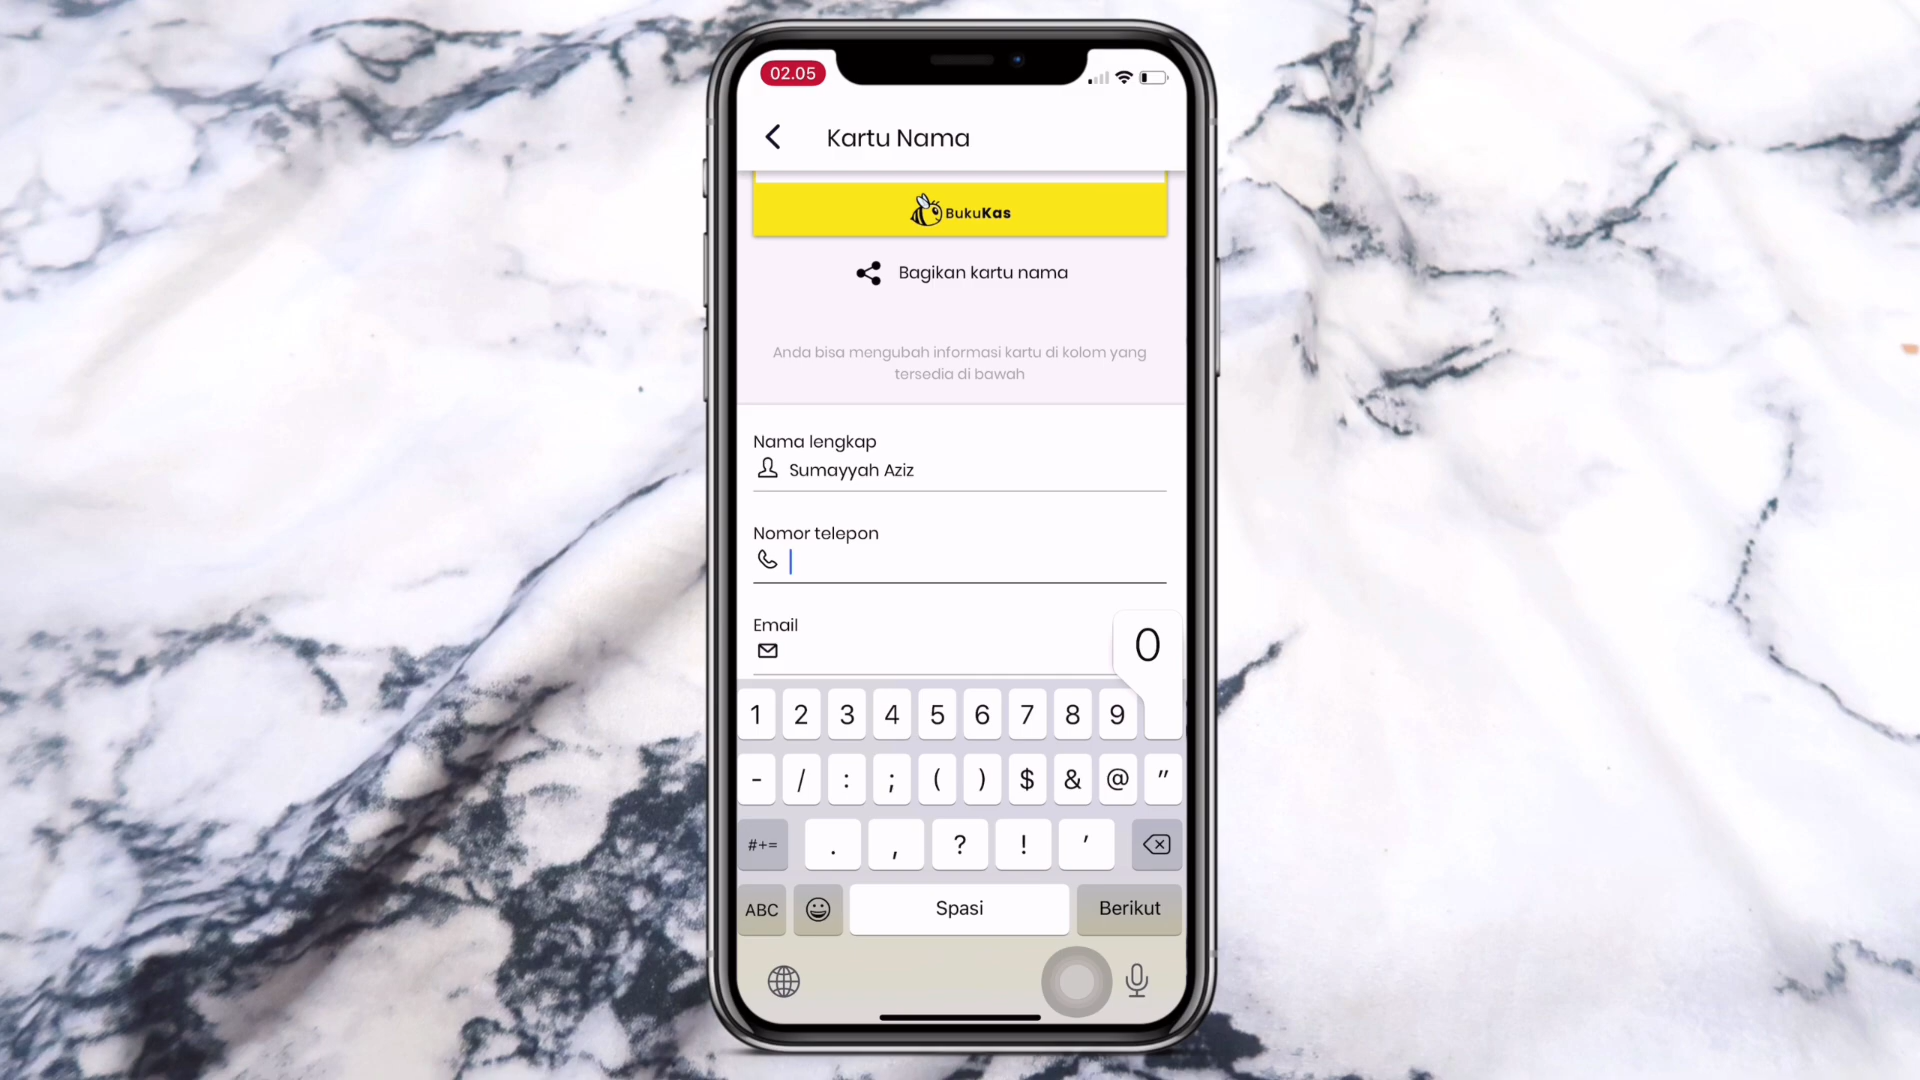 02.05
Kartu Nama
BukuKas
Bagikan kartu nama
Anda bisa mengubah informasi kartu di kolom yang
tersedia di bawah
Nama lengkap
Sumayyah Aziz
Nomor telepon
Email
0
1 2 3 4 5 6 7 8 9
- / : ; ( ) $ & @ "
#+= . , ? ! '
ABC Spasi Berikut